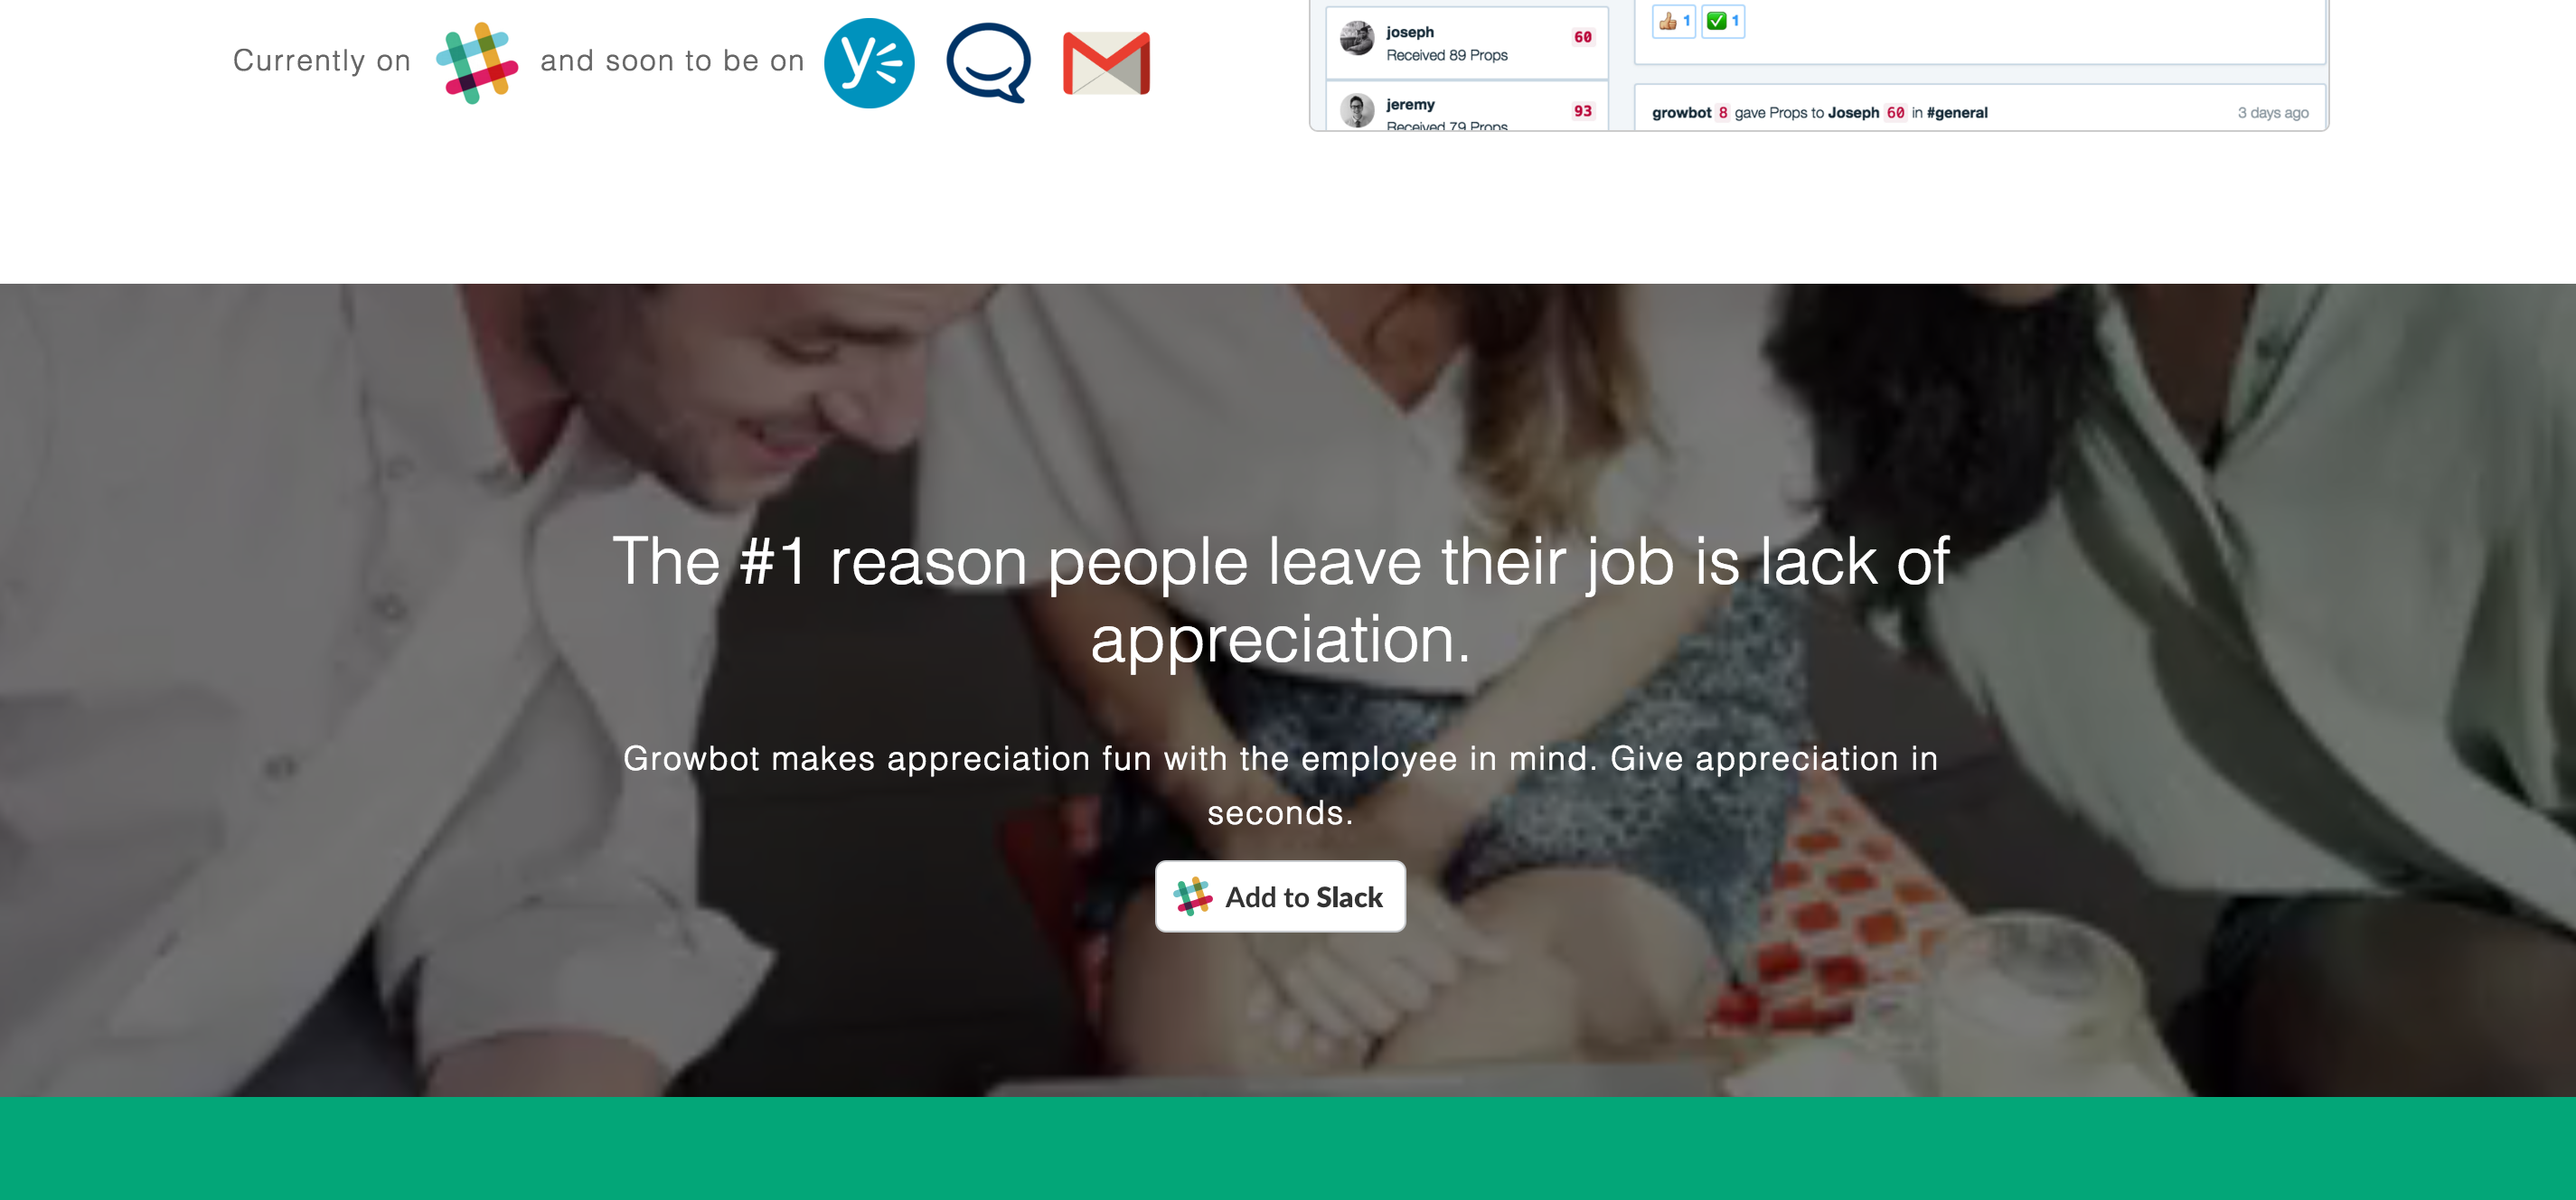 Currently on
and soon to be on
joseph
60
Received 89 Props
jeremy
93
Received 79 Props
1
1
growbot 8 gave Props to Joseph 60 in #general
3 days ago
The #1 reason people leave their job is lack of
appreciation.
Growbot makes appreciation fun with the employee in mind. Give appreciation in
seconds.
Add to Slack